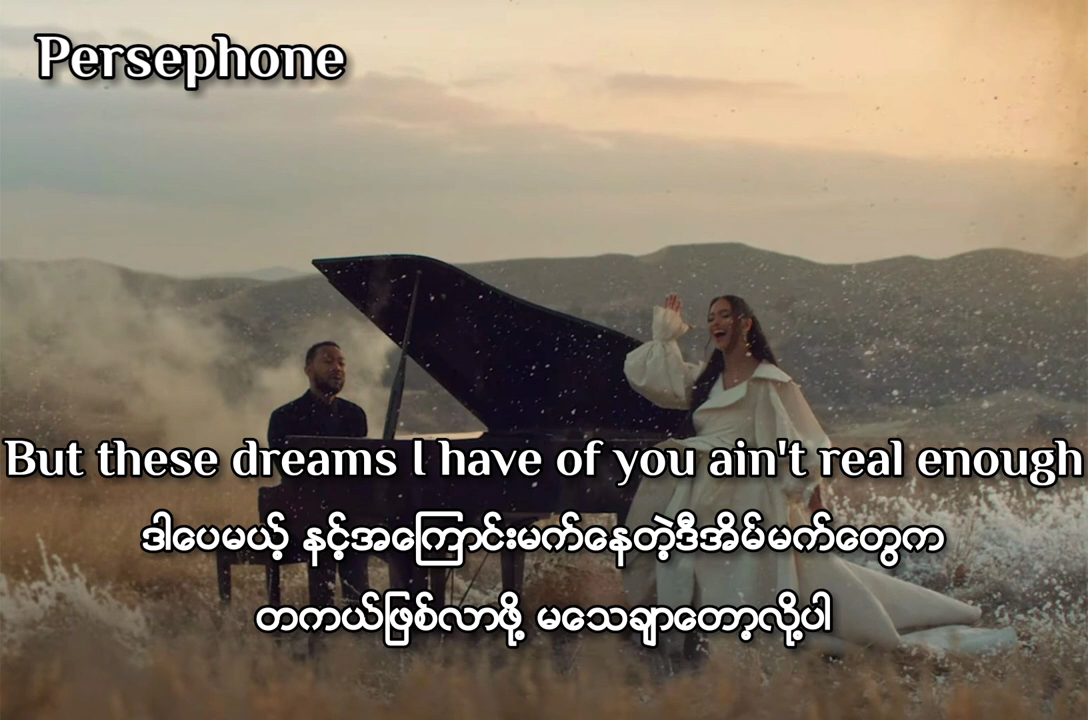 Persephone
But these dreams I have of you ain't real enough
ဒါပေမယ့် နင့်အကြောင်းမက်နေတဲ့ဒီအိမ်မက်တွေက
တကယ်ဖြစ်လာဖို့ မသေချာတော့လို့ပါ